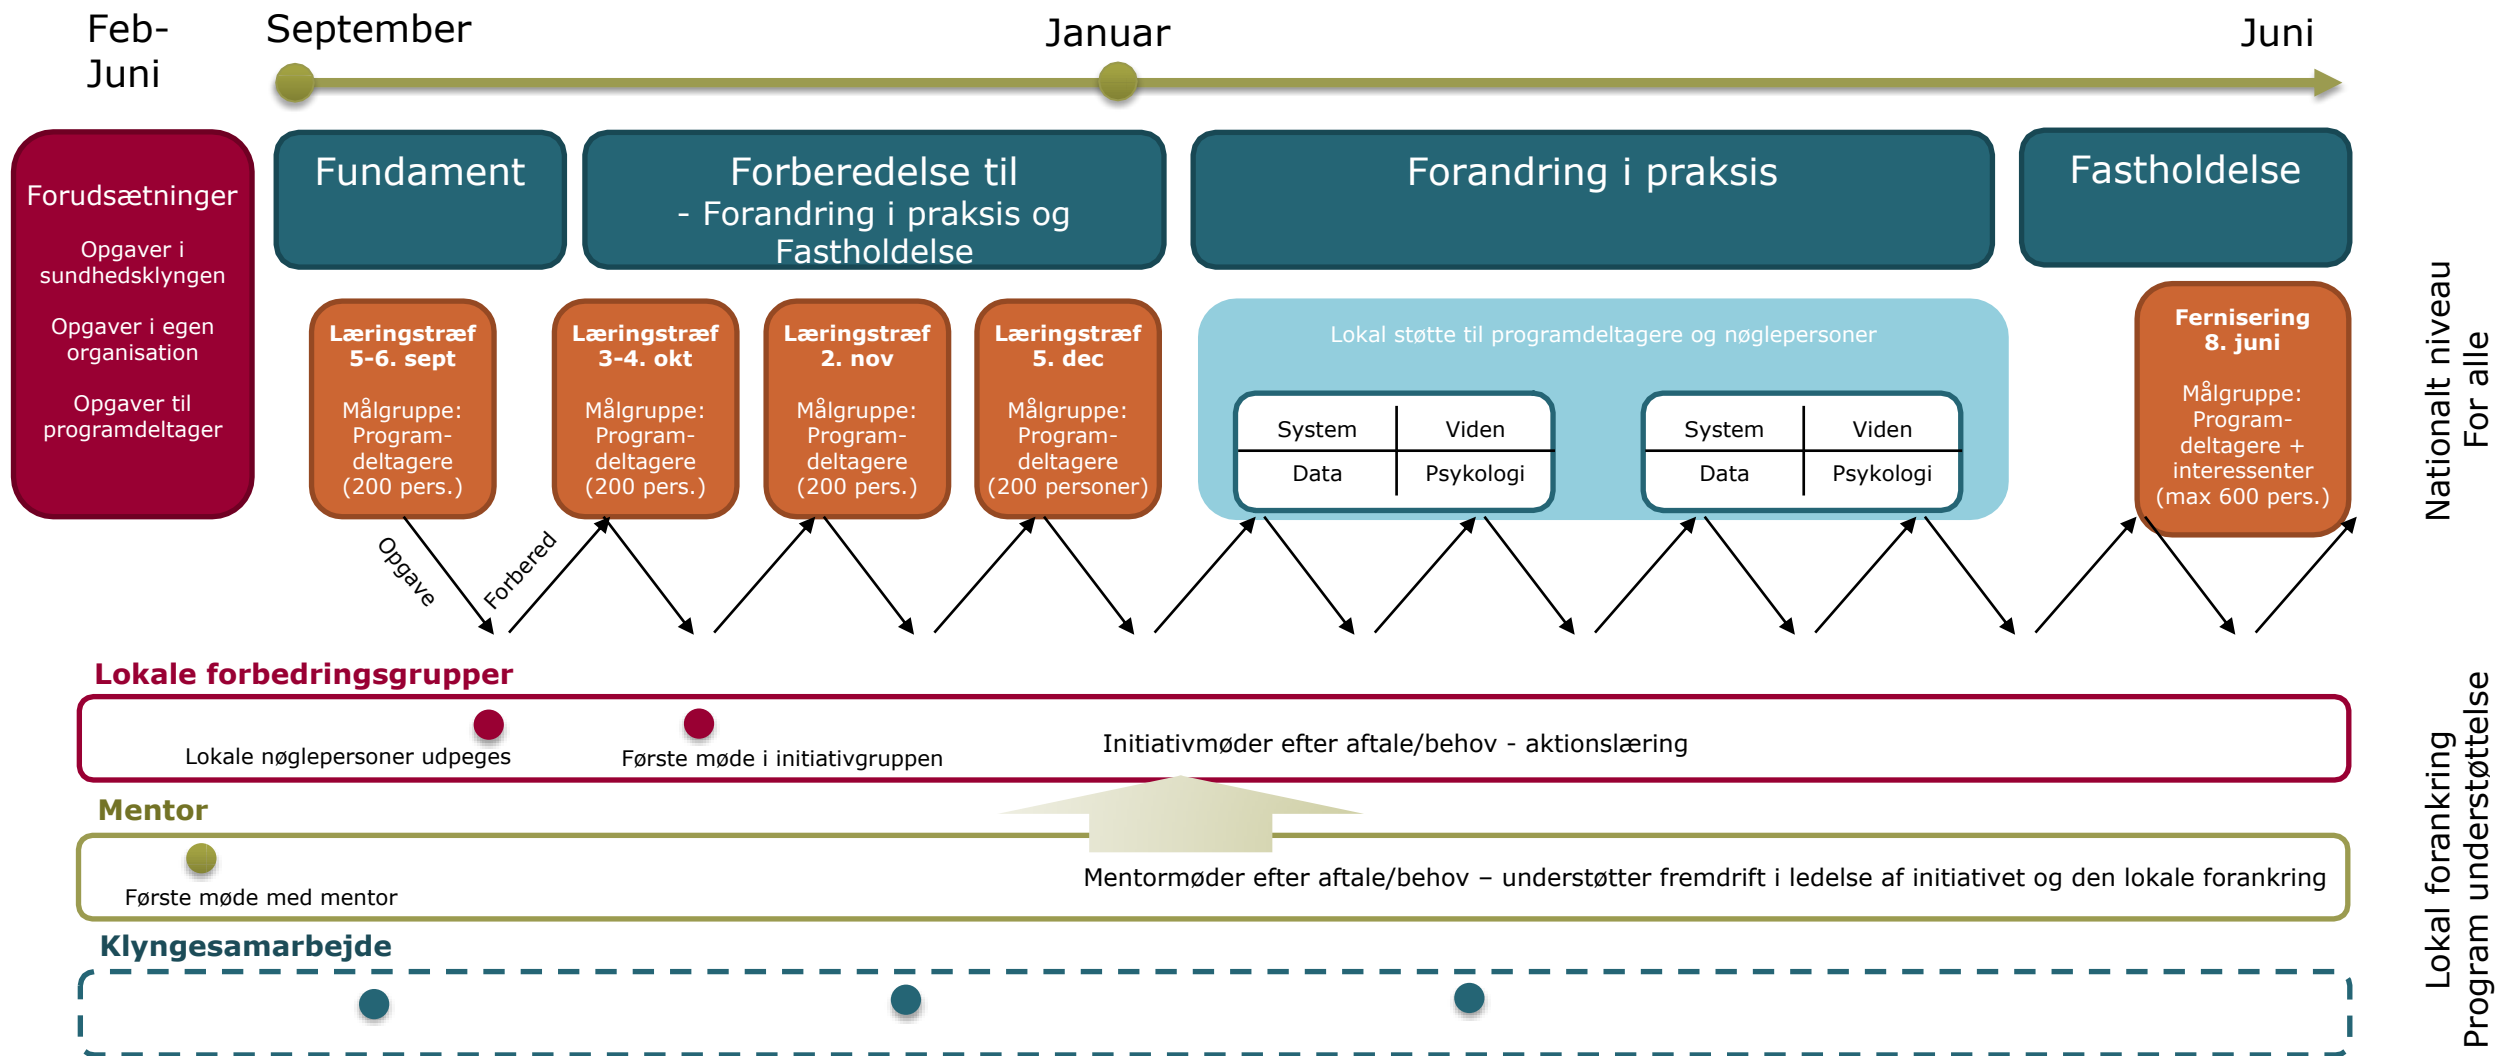 Feb-
Juni
September
Januar
Juni
Forudsætninger
Opgaver i
sundhedsklyngen
Opgaver i egen
organisation
Opgaver til
programdeltager
Fundament
Forberedelse til
- Forandring i praksis og
Fastholdelse
Forandring i praksis
Fastholdelse
Læringstræf
5-6. sept
Målgruppe:
Program-
deltagere
(200 pers.)
Læringstræf
3-4. okt
Målgruppe:
Program-
deltagere
(200 pers.)
Læringstræf
2. nov
Målgruppe:
Program-
deltagere
(200 pers.)
Læringstræf
5. dec
Målgruppe:
Program-
deltagere
(200 personer)
Lokal støtte til programdeltagere og nøglepersoner
System Viden
Data Psykologi
System Viden
Data Psykologi
Fernisering
8. juni
Målgruppe:
Program-
deltagere +
interessenter
(max 600 pers.)
Nationalt niveau
For alle
Opgave
Forbered
Lokale forbedringsgrupper
Lokale nøglepersoner udpeges
Første møde i initiativgruppen
Initiativmøder efter aftale/behov - aktionslæring
Mentor
Første møde med mentor
Mentormøder efter aftale/behov – understøtter fremdrift i ledelse af initiativet og den lokale forankring
Klyngesamarbejde
Lokal forankring
Program understøttelse